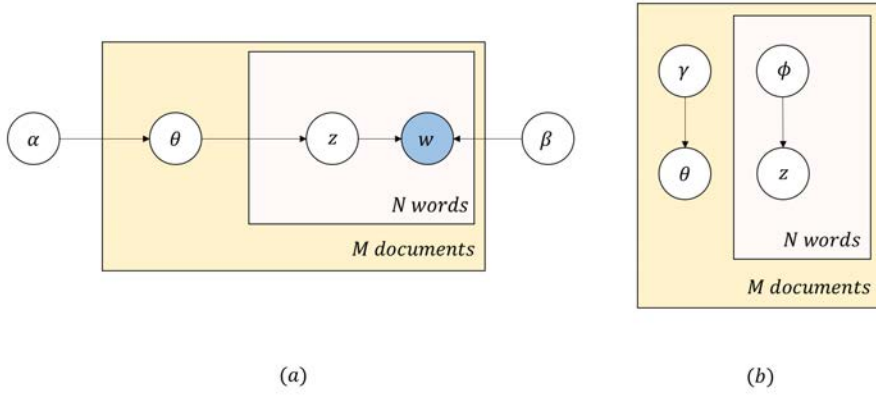 α θ z w β
N words
M documents
(a)
γ ϕ
θ z
N words
M documents
(b)